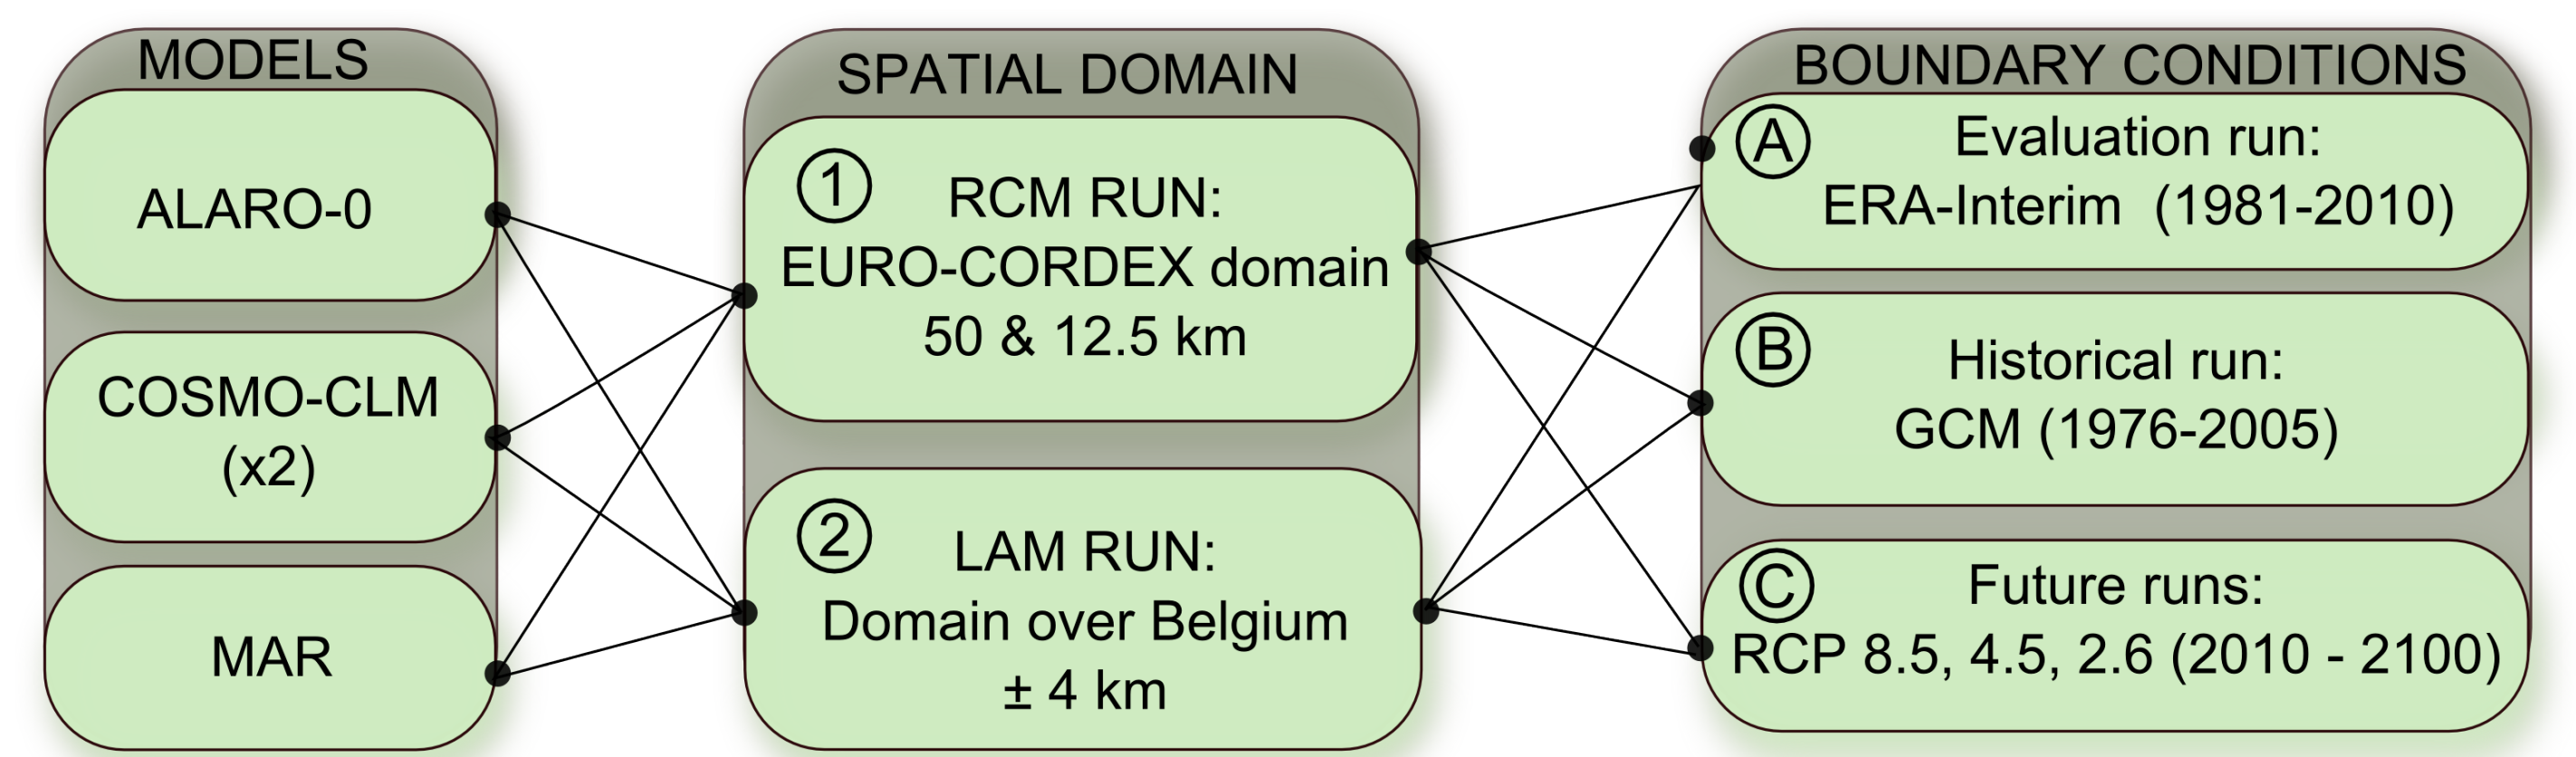 MODELS
ALARO-0
COSMO-CLM
(x2)
MAR
SPATIAL DOMAIN
1
RCM RUN:
EURO-CORDEX domain
50 & 12.5 km
2
LAM RUN:
Domain over Belgium
± 4 km
BOUNDARY CONDITIONS
A
Evaluation run:
ERA-Interim (1981-2010)
B
Historical run:
GCM (1976-2005)
C
Future runs:
RCP 8.5, 4.5, 2.6 (2010 - 2100)